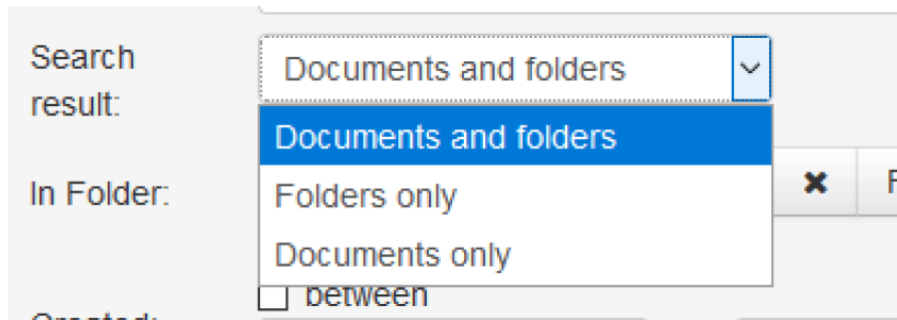 Search
result:
Documents and folders
Documents and folders
Folders only
Documents only
In Folder:
between